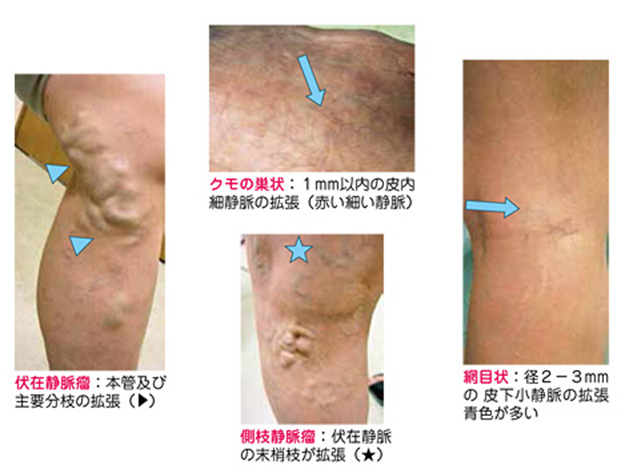 クモの巣状：１mm以内の皮内
細静脈の拡張（赤い細い静脈）
伏在静脈瘤：本管及び
主要分枝の拡張（▶）
側枝静脈瘤：伏在静脈
の末梢枝が拡張（★）
網目状：径２－３mm
の 皮下小静脈の拡張
青色が多い